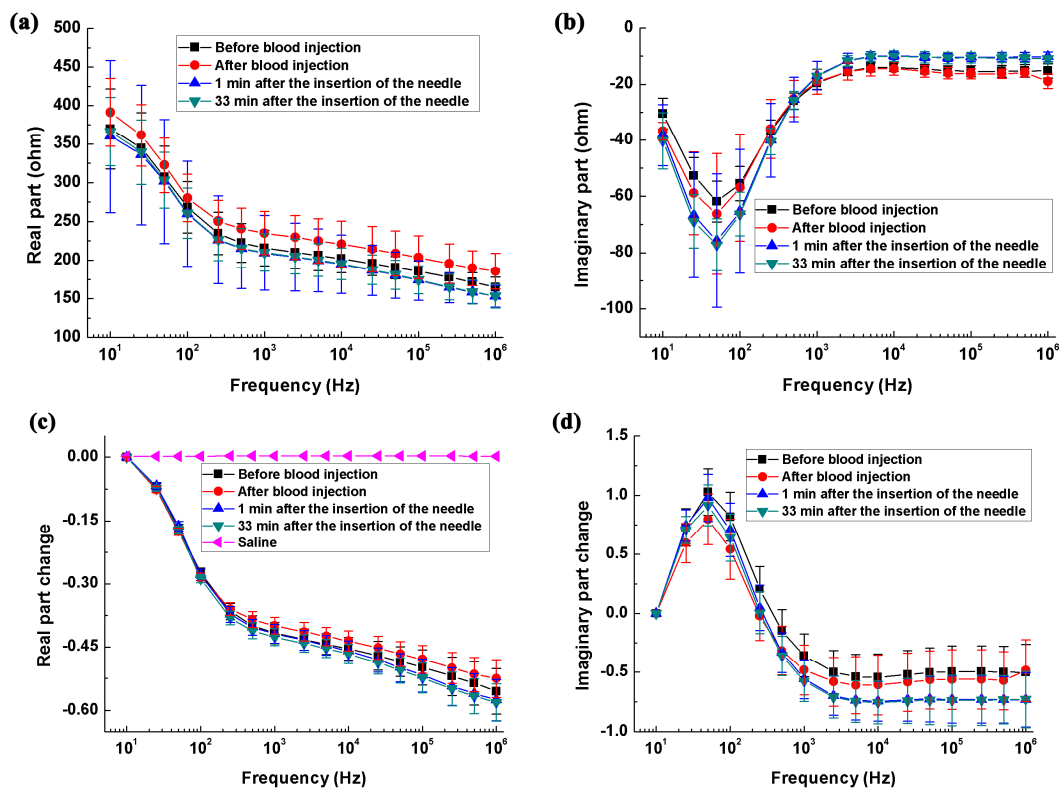 (a)
500
450
400
350
300
250
200
150
100
Real part (ohm)
Before blood injection
After blood injection
1 min after the insertion of the needle
33 min after the insertion of the needle
10¹ 10² 10³ 10⁴ 10⁵ 10⁶
Frequency (Hz)
(b)
0
-20
-40
-60
-80
-100
Imaginary part (ohm)
Before blood injection
After blood injection
1 min after the insertion of the needle
33 min after the insertion of the needle
10¹ 10² 10³ 10⁴ 10⁵ 10⁶
Frequency (Hz)
(c)
0.00
-0.15
-0.30
-0.45
-0.60
Real part change
Before blood injection
After blood injection
1 min after the insertion of the needle
33 min after the insertion of the needle
Saline
10¹ 10² 10³ 10⁴ 10⁵ 10⁶
Frequency (Hz)
(d)
1.5
1.0
0.5
0.0
-0.5
-1.0
Imaginary part change
Before blood injection
After blood injection
1 min after the insertion of the needle
33 min after the insertion of the needle
10¹ 10² 10³ 10⁴ 10⁵ 10⁶
Frequency (Hz)